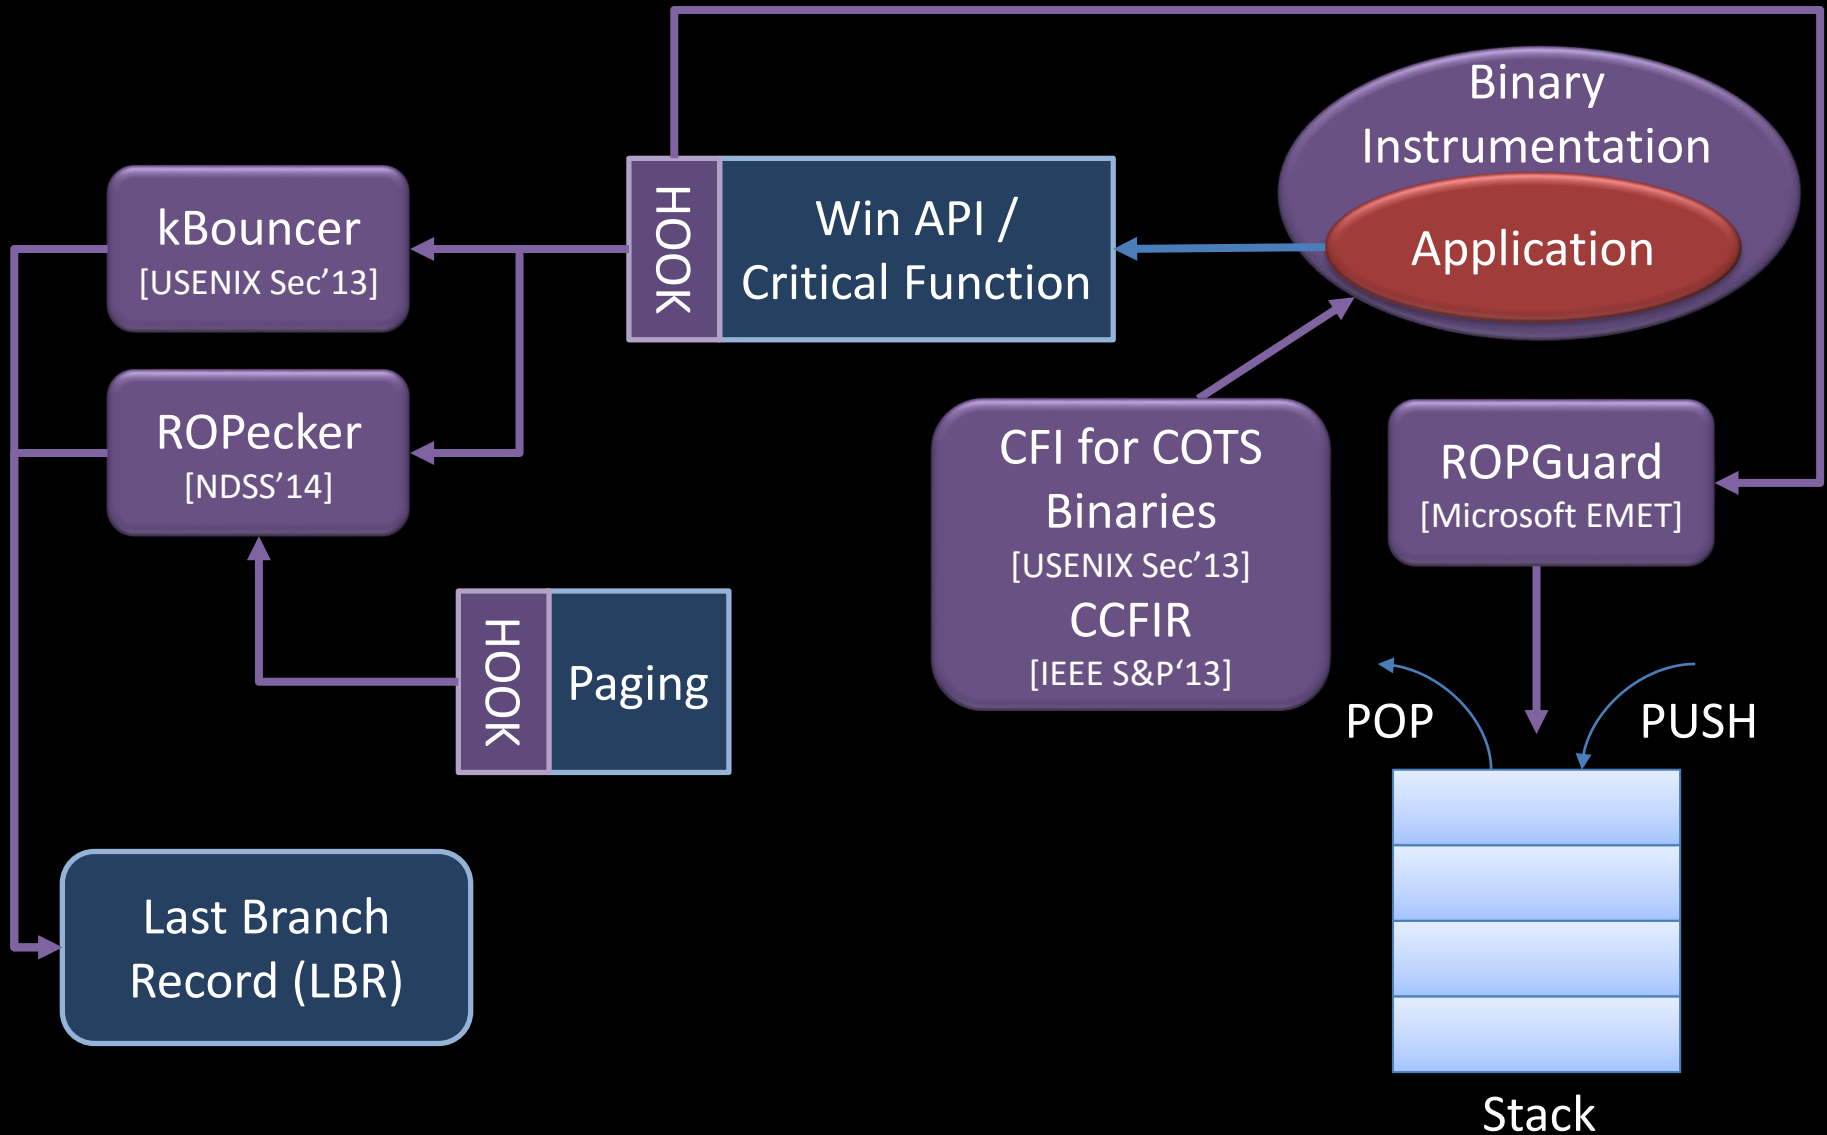 Binary
Instrumentation
Application
HOOK
Win API /
Critical Function
kBouncer
[USENIX Sec’13]
ROPecker
[NDSS’14]
CFI for COTS
Binaries
[USENIX Sec’13]
CCFIR
[IEEE S&P‘13]
ROPGuard
[Microsoft EMET]
HOOK
Paging
POP
PUSH
Last Branch
Record (LBR)
Stack